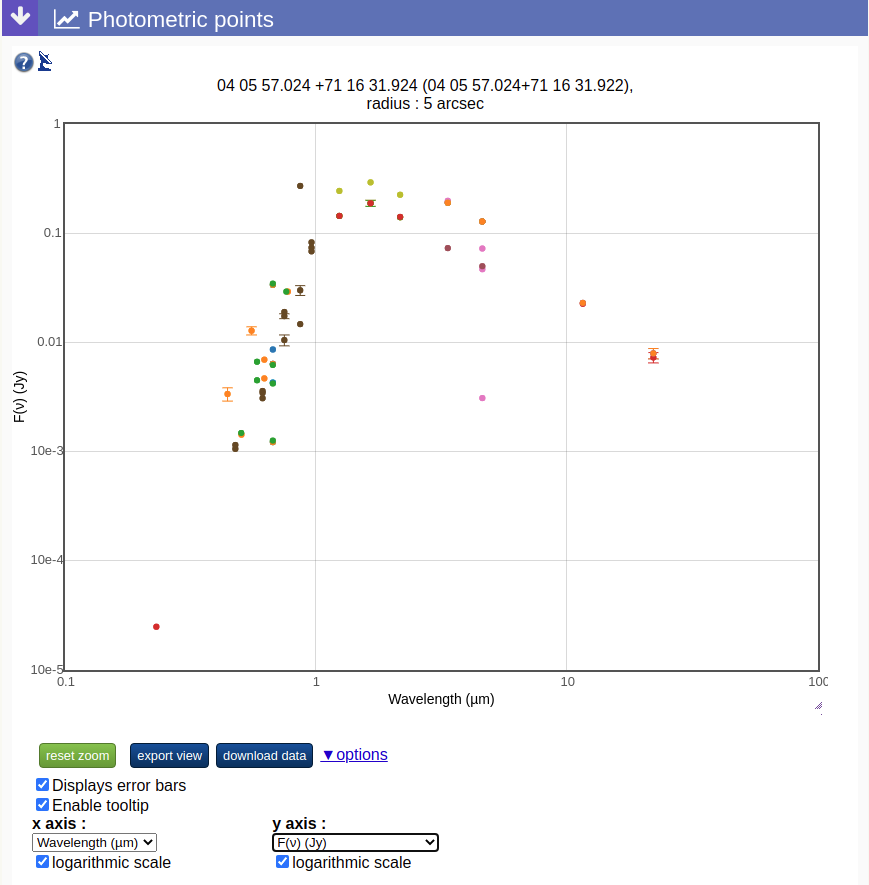 Photometric points
?
04 05 57.024 +71 16 31.924 (04 05 57.024+71 16 31.922),
radius : 5 arcsec
1
0.1
0.01
10e-3
10e-4
10e-5
F(ν) (Jy)
0.1 1 10 100
Wavelength (µm)
reset zoom export view download data ▼options
Displays error bars
Enable tooltip
x axis : y axis :
Wavelength (µm) F(ν) (Jy)
logarithmic scale logarithmic scale